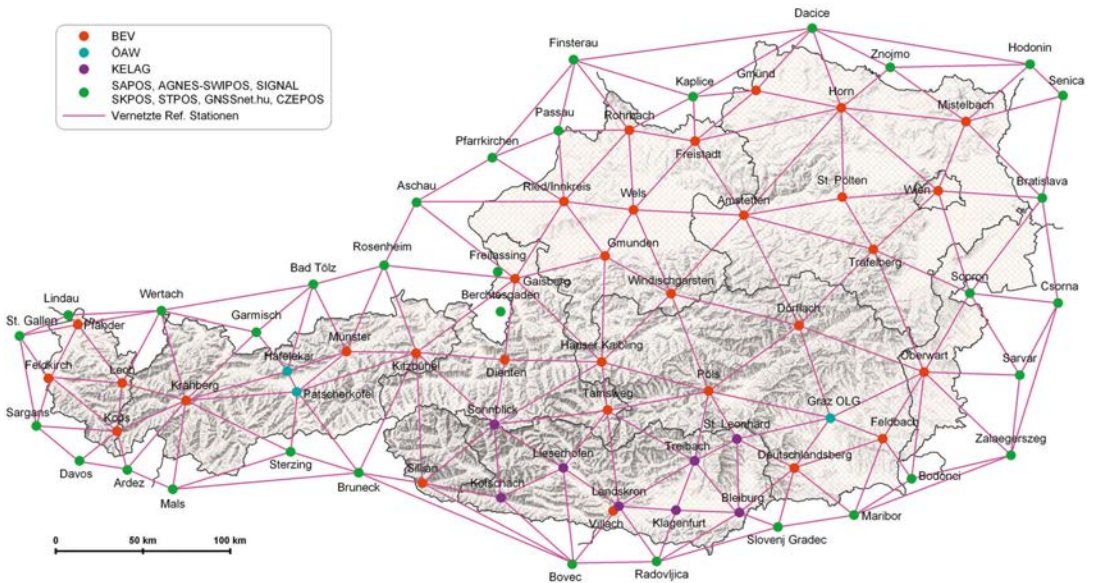 BEV
ÖAW
KELAG
SAPOS, AGNES-SWIPOS, SIGNAL
SKPOS, STPOS, GNSSnet.hu, CZEPOS
Vernetzte Ref. Stationen
Dacice
Finsterau
Znojmo
Hodonin
Kaplice
Gmünd
Senica
Horn
Mistelbach
Passau
Rohrbach
Pfarrkirchen
Freistadt
Aschau
Ried/Innkreis
Wels
Amstetten
St. Pölten
Wien
Bratislava
Rosenheim
Freilassing
Gmunden
Trafelberg
Bad Tölz
Gaisberg
Windischgarsten
Sopron
Csorna
Berchtesgaden
Lindau
Wertach
Garmisch
Dörflach
St. Gallen
Pfänder
Münster
Kitzbühel
Hauser Kaibling
Oberwart
Sarvar
Feldkirch
Lech
Krahberg
Hafelekar
Patscherkofel
Dienten
Pöls
Sargans
Kops
Sonnblick
Tamsweg
Graz OLG
Feldbach
St. Leonhard
Zalaegerszeg
Davos
Ardez
Mals
Sterzing
Bruneck
Sillian
Kötschach
Lieserhofen
Treibach
Deutschlandsberg
Bodonci
Landskron
Villach
Klagenfurt
Bleiburg
Maribor
Slovenj Gradec
Bovec
Radovljica
0 50 km 100 km